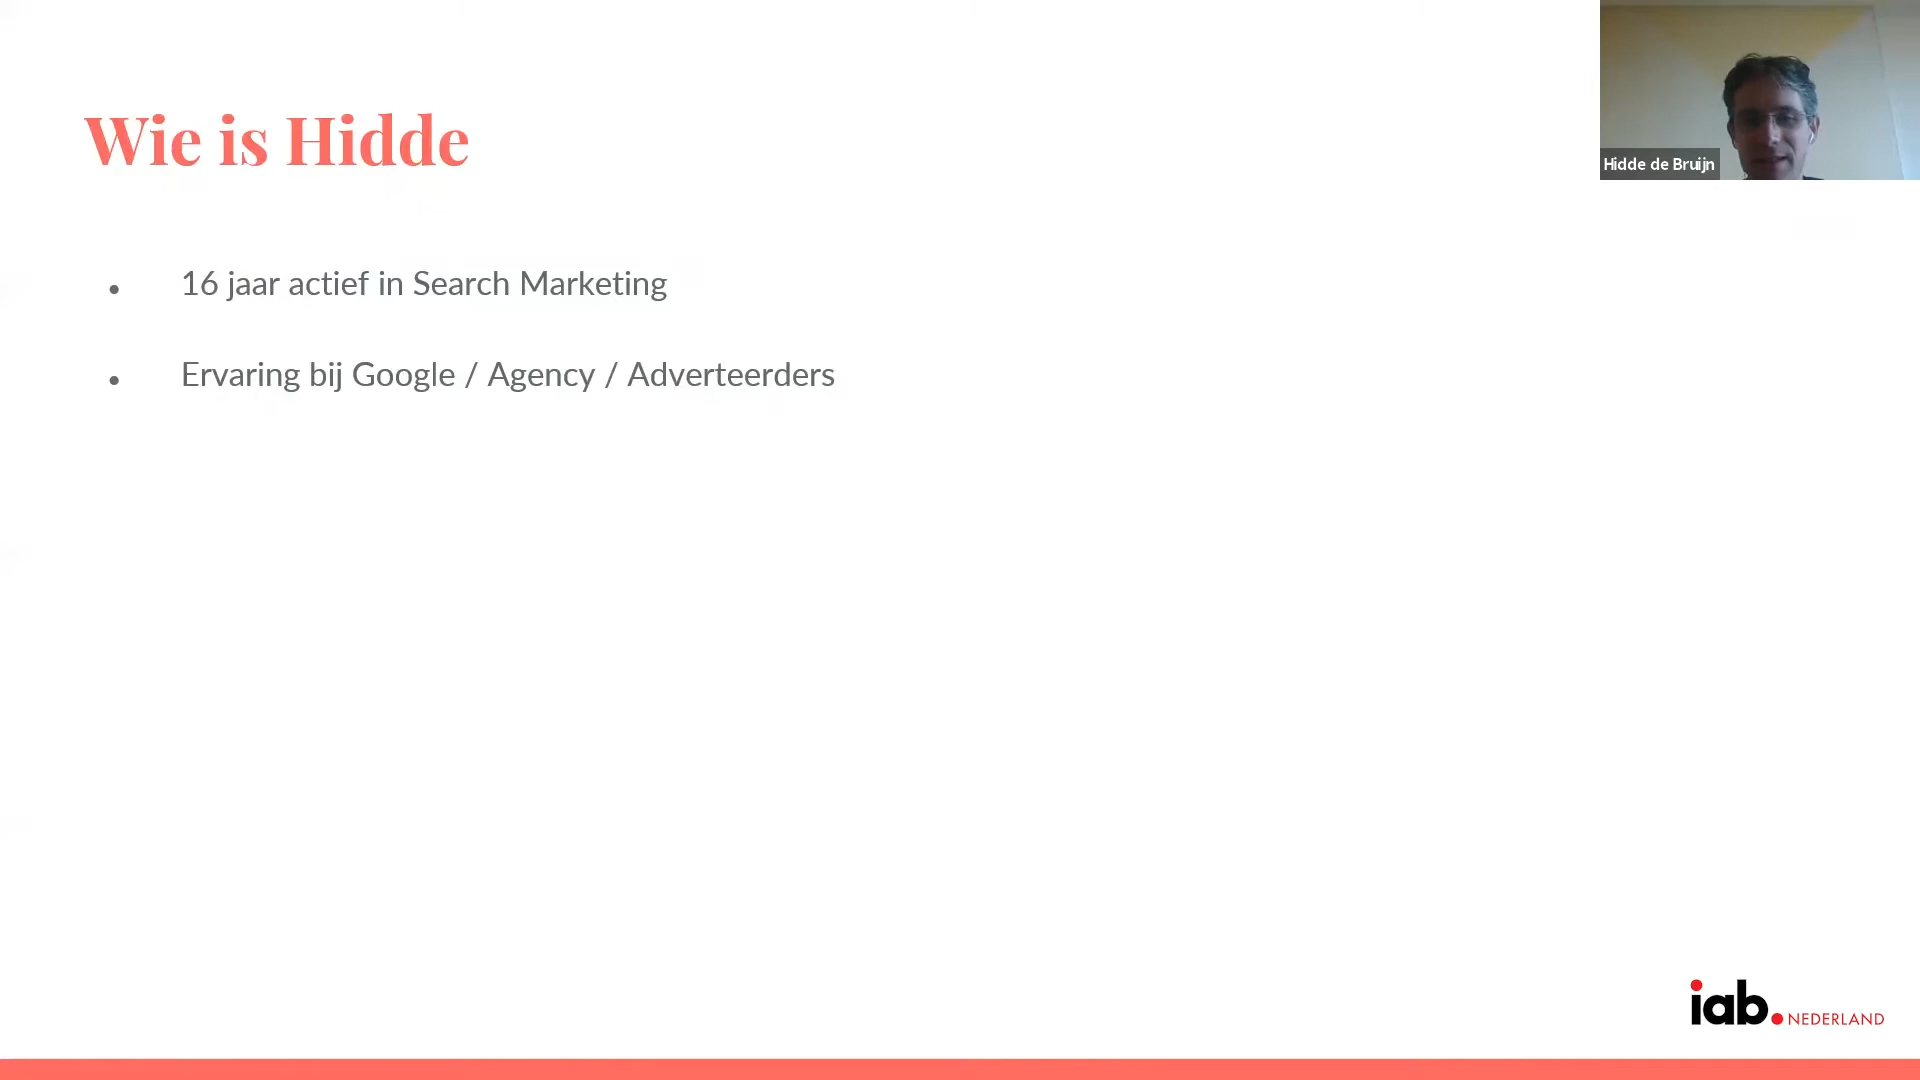 Wie is Hidde
Hidde de Bruijn
• 16 jaar actief in Search Marketing
• Ervaring bij Google / Agency / Adverteerders
iab.NEDERLAND